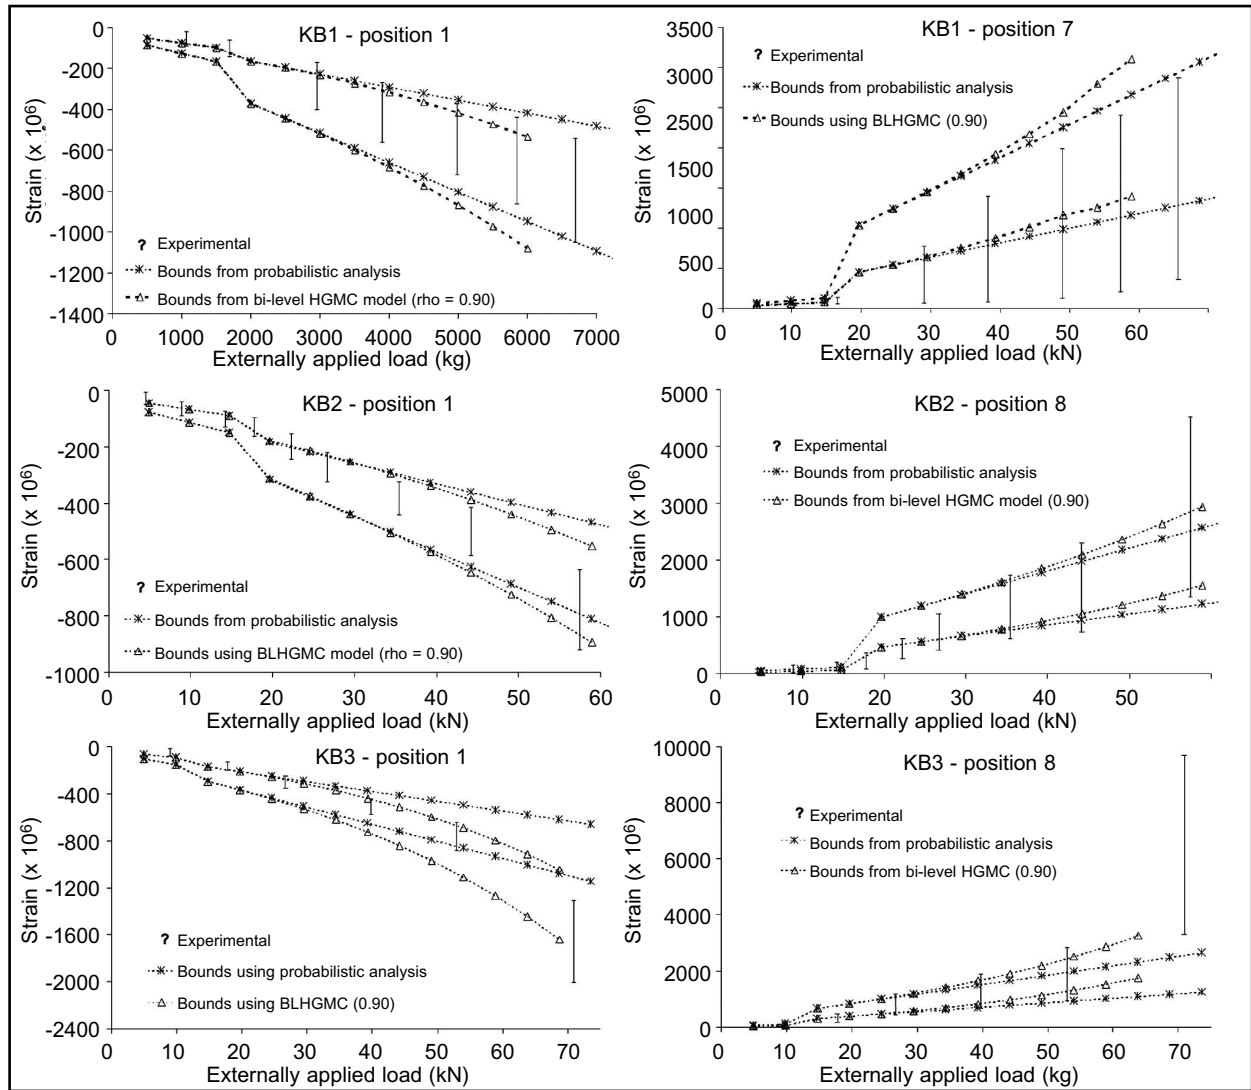 KB1 - position 1
0
-200
-400
-600
-800
-1000
-1200
-1400
Strain (x 10⁶)
? Experimental
Bounds from probabilistic analysis
Bounds from bi-level HGMC model (rho = 0.90)
0 1000 2000 3000 4000 5000 6000 7000
Externally applied load (kg)
KB1 - position 7
3500
3000
2500
1500
1000
500
0
Strain (x 10⁶)
? Experimental
Bounds from probabilistic analysis
Bounds using BLHGMC (0.90)
0 10 20 30 40 50 60
Externally applied load (kN)
KB2 - position 1
0
-200
-400
-600
-800
-1000
Strain (x 10⁶)
? Experimental
Bounds from probabilistic analysis
Bounds using BLHGMC model (rho = 0.90)
0 10 20 30 40 50 60
Externally applied load (kN)
KB2 - position 8
5000
4000
3000
2000
1000
0
Strain (x 10⁶)
? Experimental
Bounds from probabilistic analysis
Bounds from bi-level HGMC model (0.90)
0 10 20 30 40 50
Externally applied load (kN)
KB3 - position 1
0
-400
-800
-1200
-1600
-2000
-2400
Strain (x 10⁶)
? Experimental
Bounds using probabilistic analysis
Bounds using BLHGMC (0.90)
0 10 20 30 40 50 60 70
Externally applied load (kN)
KB3 - position 8
10000
8000
6000
4000
2000
0
Strain (x 10⁶)
? Experimental
Bounds from probabilistic analysis
Bounds from bi-level HGMC (0.90)
0 10 20 30 40 50 60 70
Externally applied load (kg)